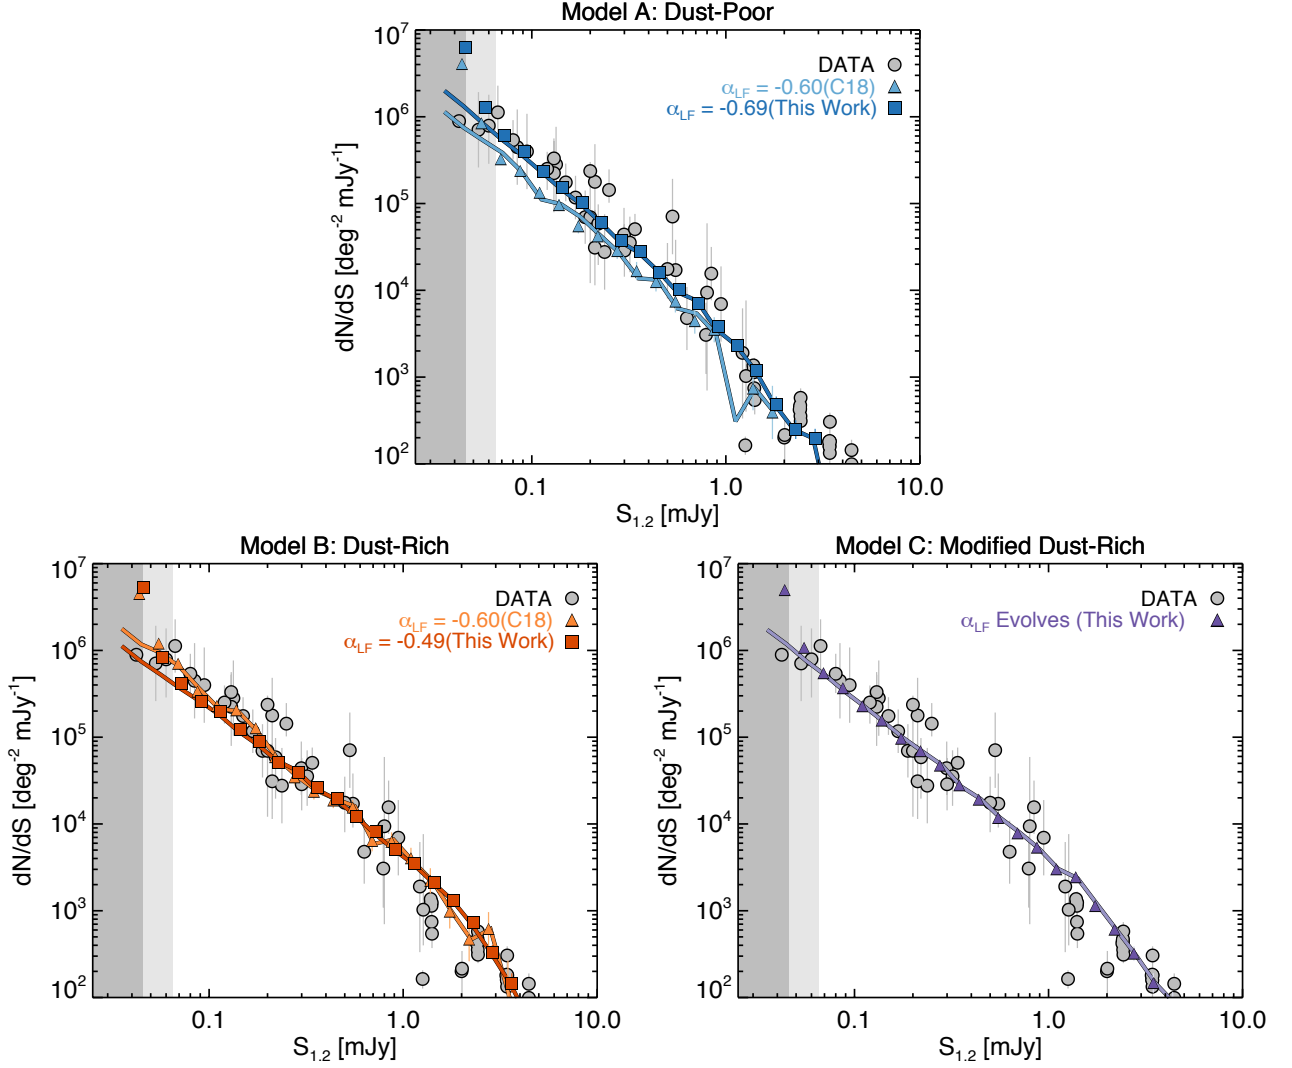 Model A: Dust-Poor
10^7
10^6
10^5
10^4
10^3
10^2
dN/dS [deg^-2 mJy^-1]
DATA
α_LF = -0.60(C18)
α_LF = -0.69(This Work)
0.1 1.0 10.0
S_1.2 [mJy]
Model B: Dust-Rich
10^7
10^6
10^5
10^4
10^3
10^2
dN/dS [deg^-2 mJy^-1]
DATA
α_LF = -0.60(C18)
α_LF = -0.49(This Work)
0.1 1.0 10.0
S_1.2 [mJy]
Model C: Modified Dust-Rich
10^7
10^6
10^5
10^4
10^3
10^2
dN/dS [deg^-2 mJy^-1]
DATA
α_LF Evolves (This Work)
0.1 1.0 10.0
S_1.2 [mJy]